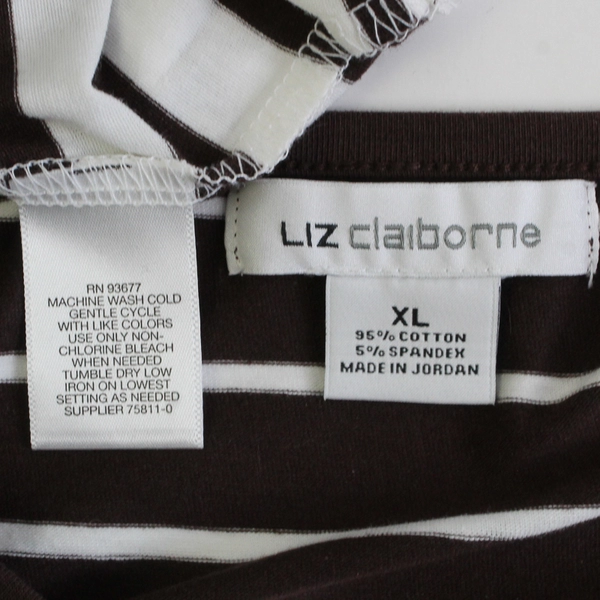 RN 93677
MACHINE WASH COLD
GENTLE CYCLE
WITH LIKE COLORS
USE ONLY NON-
CHLORINE BLEACH
WHEN NEEDED
TUMBLE DRY LOW
IRON ON LOWEST
SETTING AS NEEDED
SUPPLIER 75811-0
LIZ claiborne
XL
95% COTTON
5% SPANDEX
MADE IN JORDAN